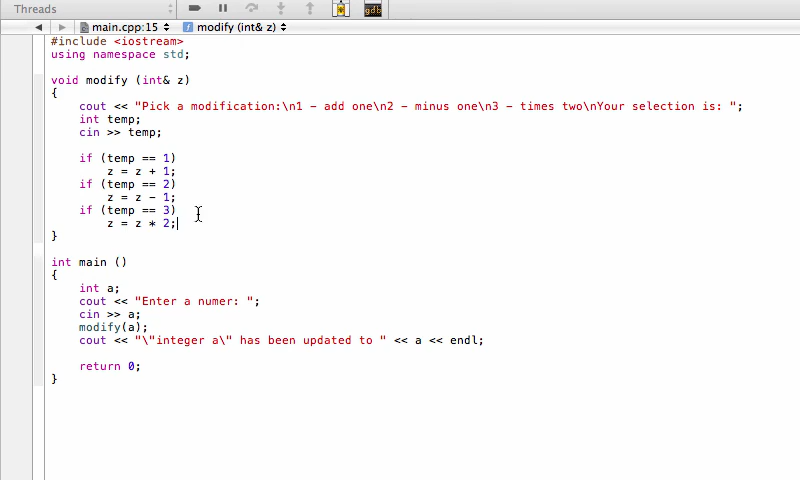 Threads
main.cpp:15 modify (int& z)
gdb
#include <iostream>
using namespace std;
void modify (int& z)
{
cout << "Pick a modification:\n1 - add one\n2 - minus one\n3 - times two\nYour selection is: ";
int temp;
cin >> temp;
if (temp == 1)
z = z + 1;
if (temp == 2)
z = z - 1;
if (temp == 3)
z = z * 2;
}
int main ()
{
int a;
cout << "Enter a numer: ";
cin >> a;
modify(a);
cout << "\"integer a\" has been updated to " << a << endl;
return 0;
}